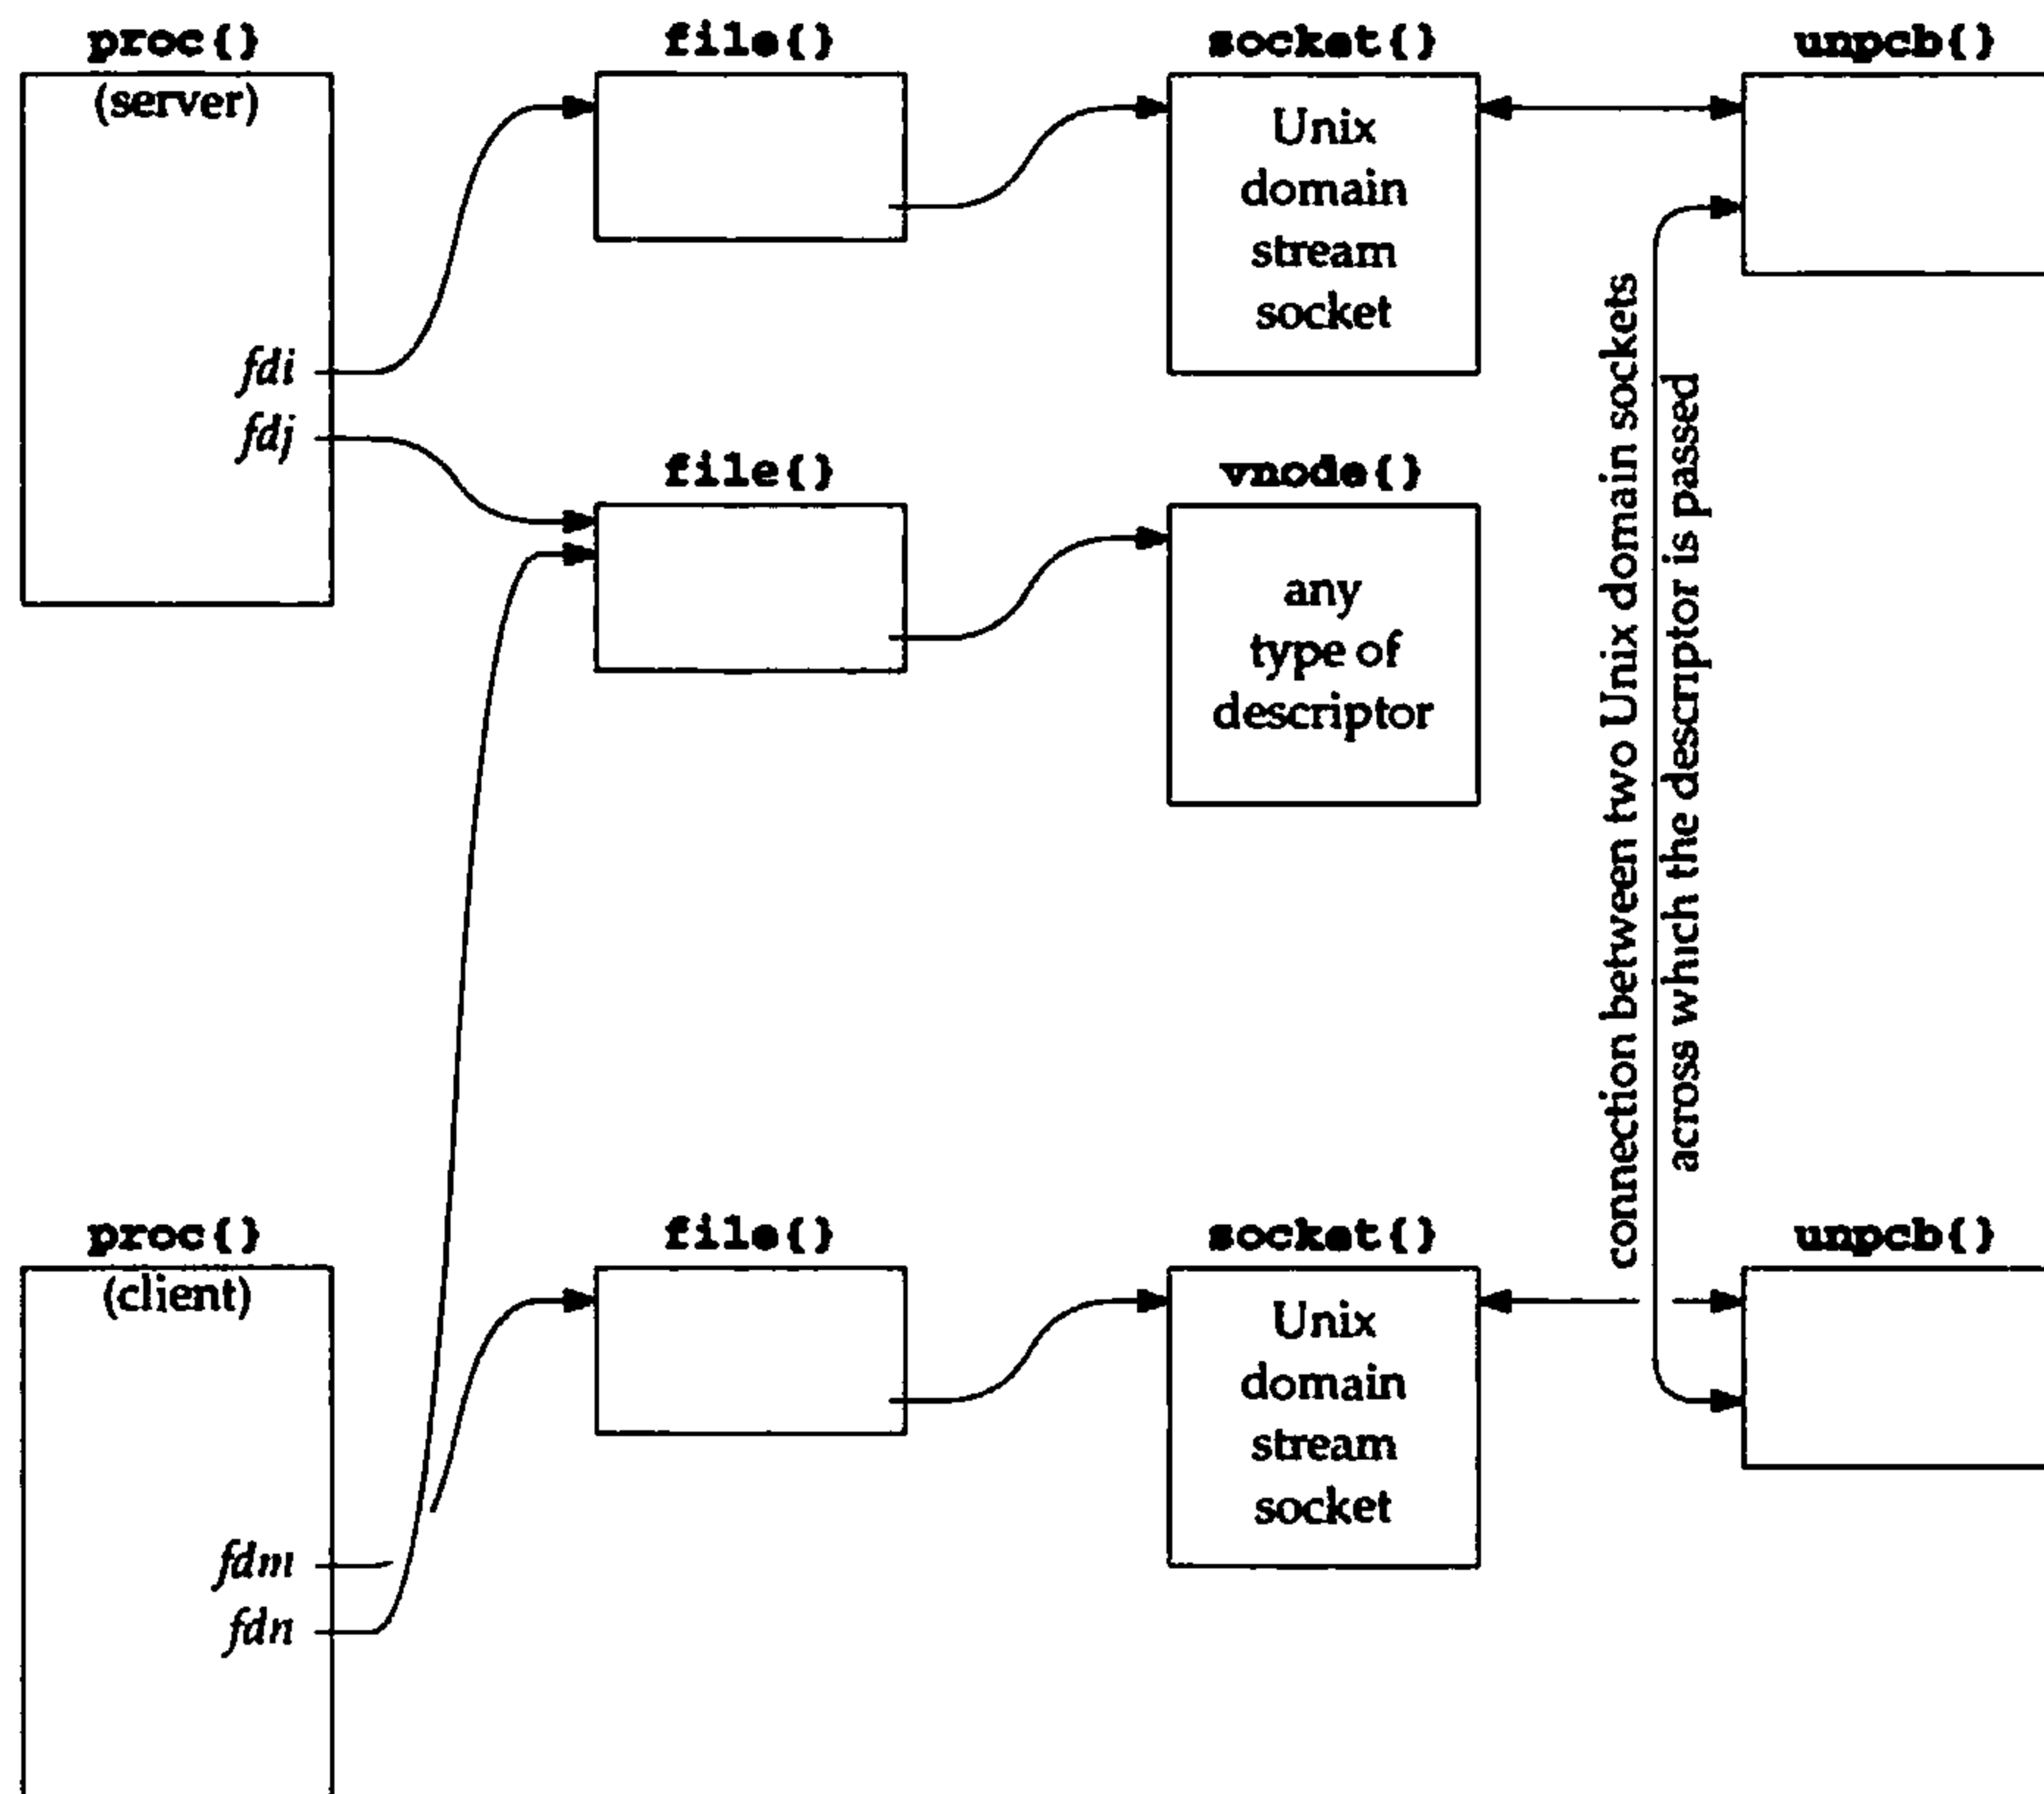 proc{}
file{}
socket{}
unpcb{}
(server)
Unix
domain
stream
socket
fdi
fdj
file{}
vnode{}
any
type of
descriptor
connection between two Unix domain sockets
across which the descriptor is passed
proc{}
file{}
socket{}
unpcb{}
(client)
Unix
domain
stream
socket
fdm
fdn